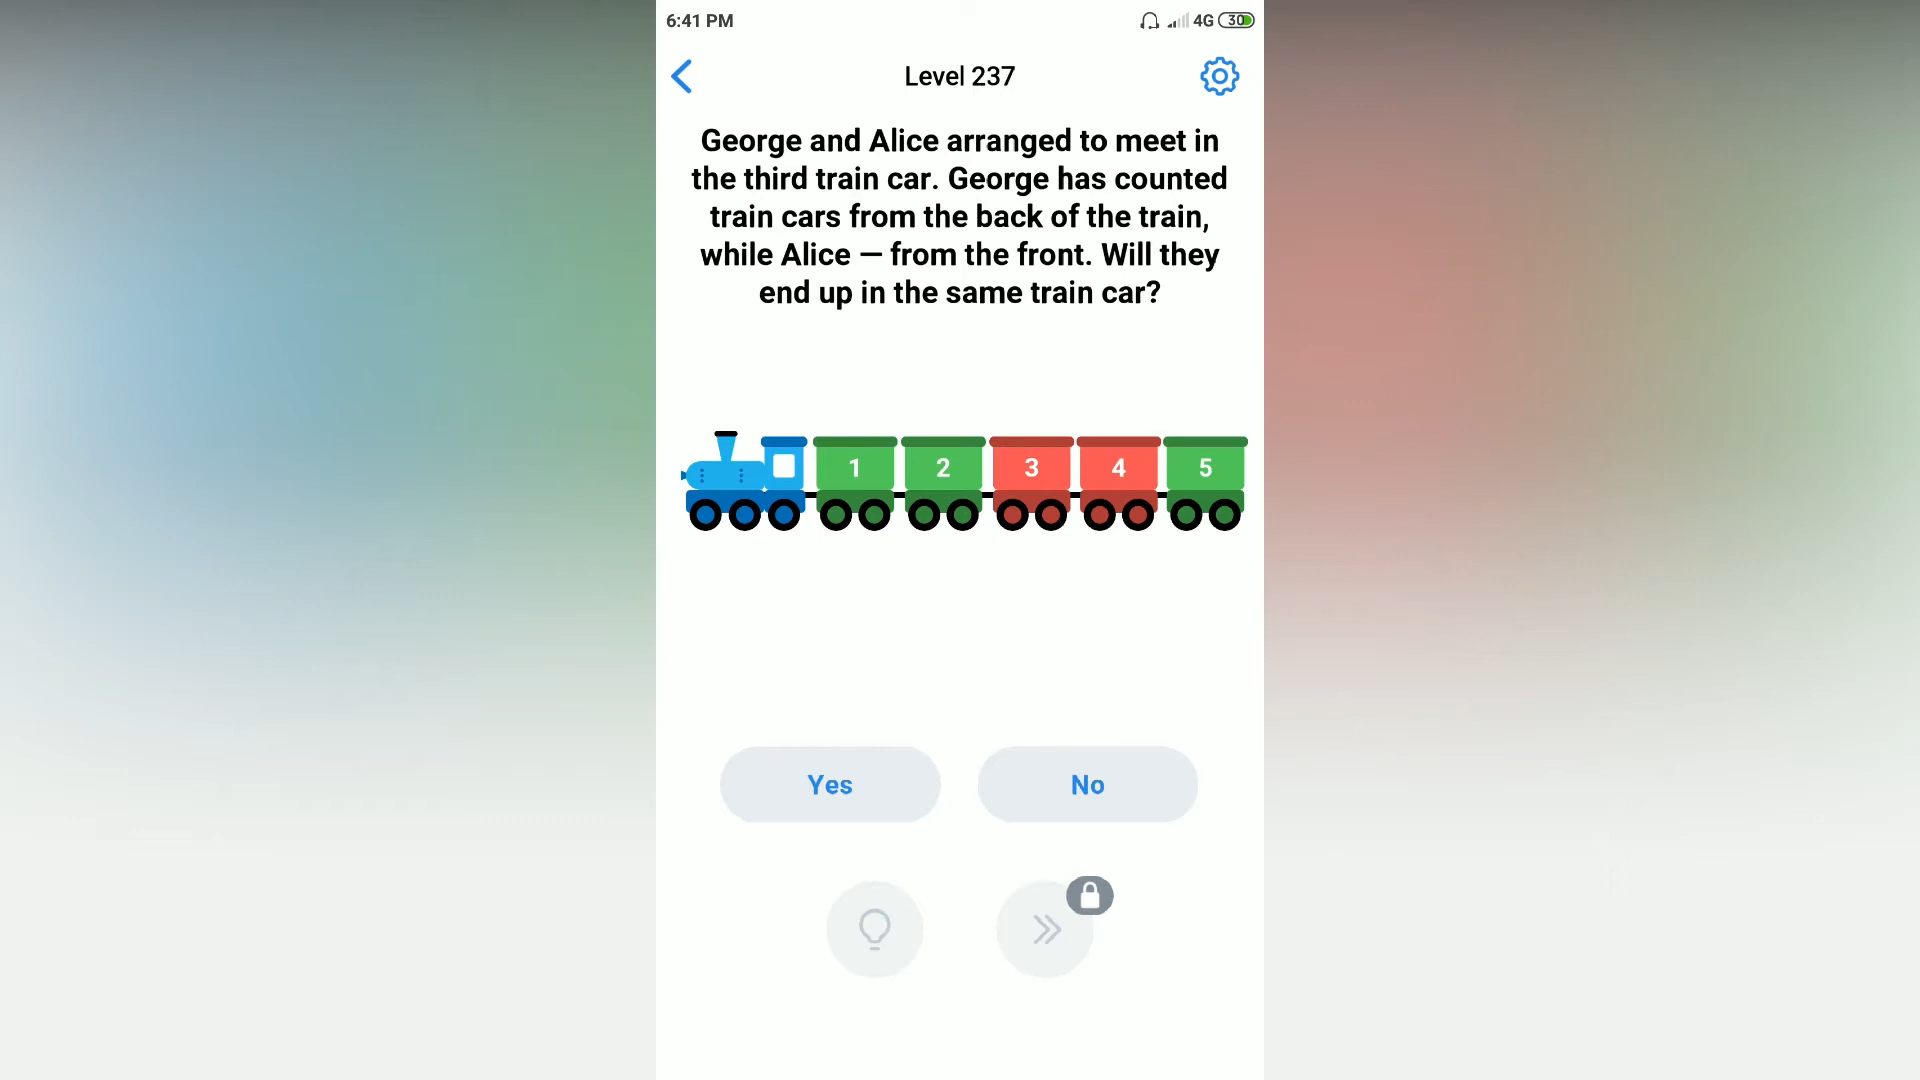 6:41 PM
4G 30
Level 237
George and Alice arranged to meet in
the third train car. George has counted
train cars from the back of the train,
while Alice — from the front. Will they
end up in the same train car?
1 2 3 4 5
Yes No